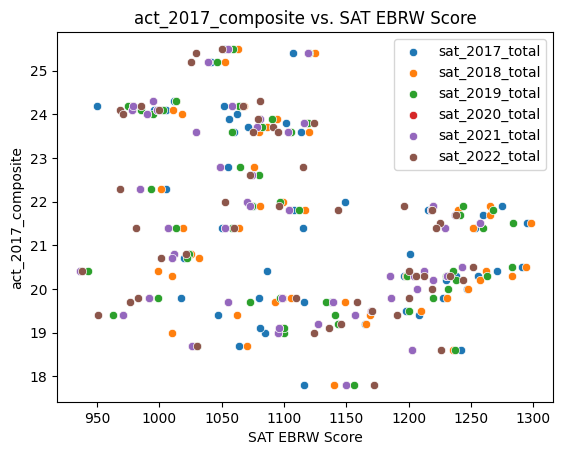 act_2017_composite vs. SAT EBRW Score
sat_2017_total
sat_2018_total
sat_2019_total
sat_2020_total
sat_2021_total
sat_2022_total
act_2017_composite
25
24
23
22
21
20
19
18
950 1000 1050 1100 1150 1200 1250 1300
SAT EBRW Score